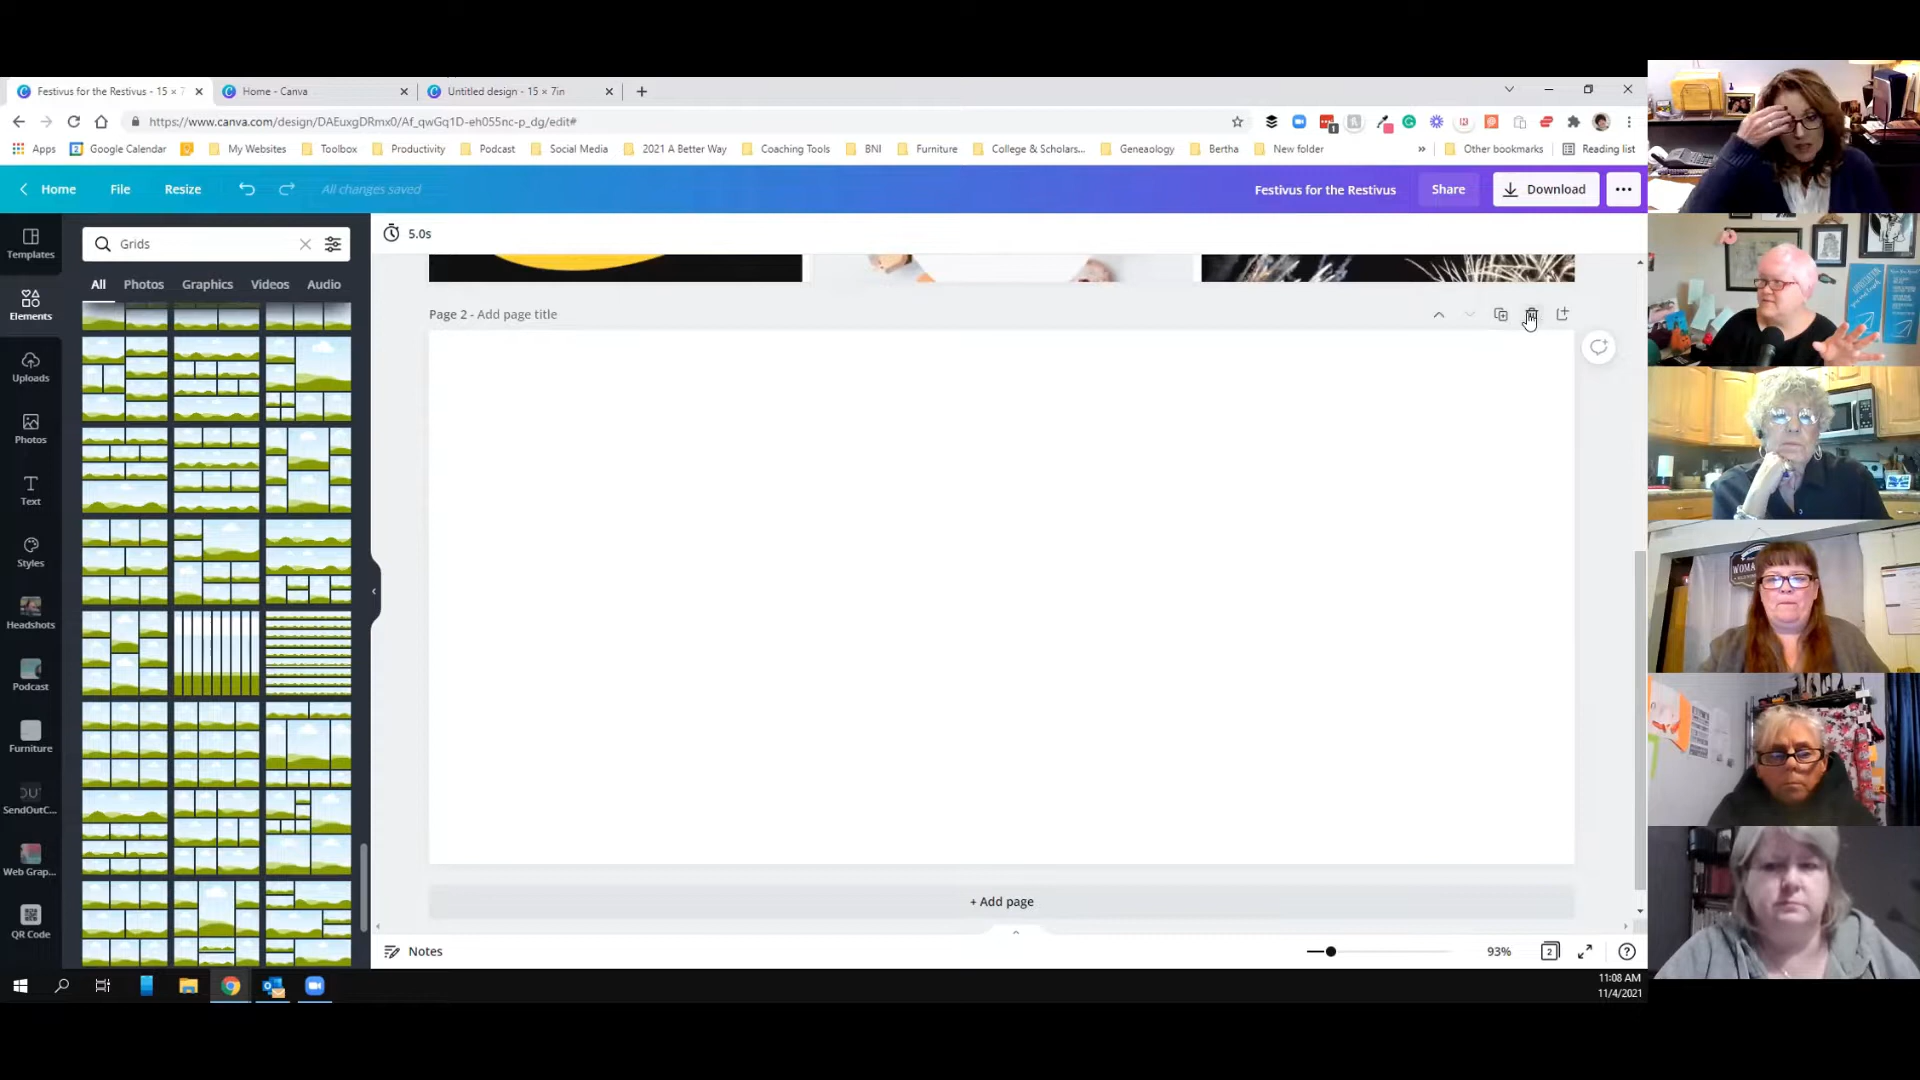 Festivus for the Restivus - 15 × 7
Home - Canva
Untitled design - 15 × 7in
https://www.canva.com/design/DAEuxgDRmx0/Af_qwGq1D-eh055nc-p_dg/edit#
Apps
Google Calendar
My Websites
Toolbox
Productivity
Podcast
Social Media
2021 A Better Way
Coaching Tools
BNI
Furniture
College & Scholars...
Geneaology
Bertha
New folder
»
Other bookmarks
Reading list
Home
File
Resize
All changes saved
Festivus for the Restivus
Share
Download
Templates
Grids
5.0s
All
Photos
Graphics
Videos
Audio
Elements
Page 2 - Add page title
Uploads
Photos
Text
Styles
Headshots
Podcast
Furniture
SendOutC...
Web Grap...
QR Code
+ Add page
Notes
93%
2
11:08 AM
11/4/2021